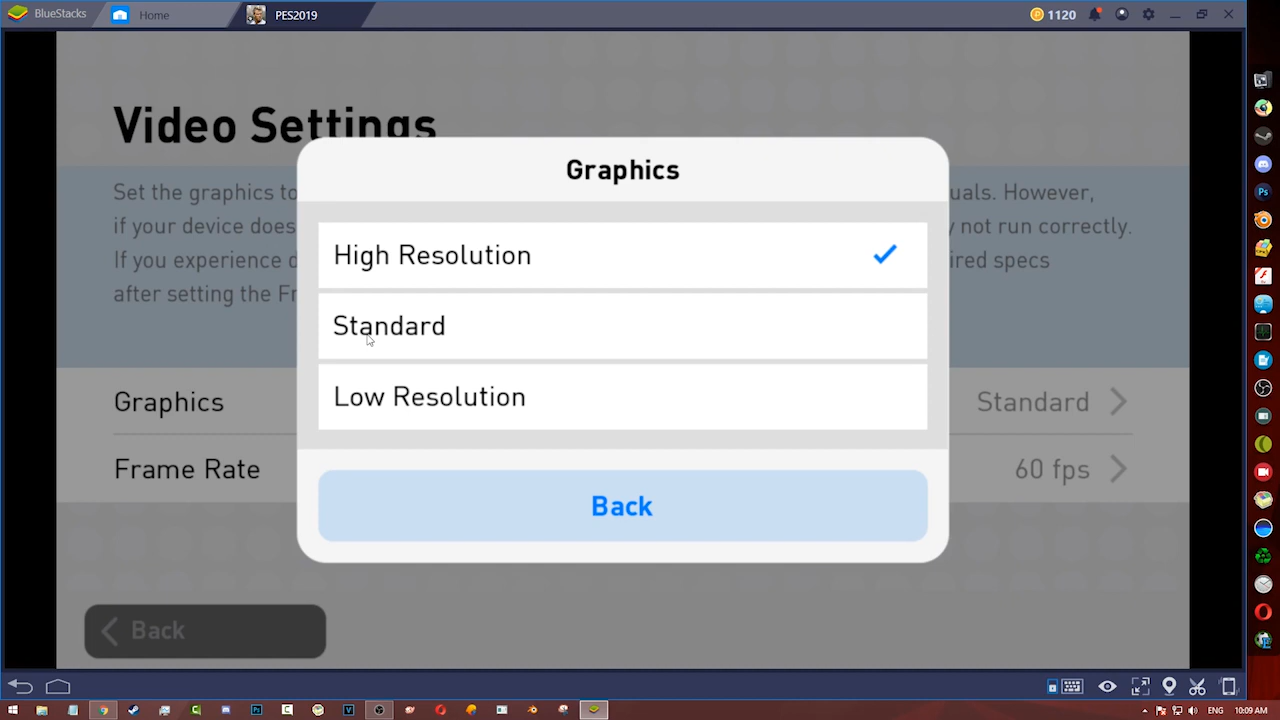 BlueStacks
Home
PES2019
1120
Video Settings
Set the graphics to
uals. However,
if your device does
not run correctly.
If you experience d
ired specs
after setting the Fr
Graphics
High Resolution
Standard
Low Resolution
Back
Graphics
Standard
Frame Rate
60 fps
Back
ENG
10:09 AM